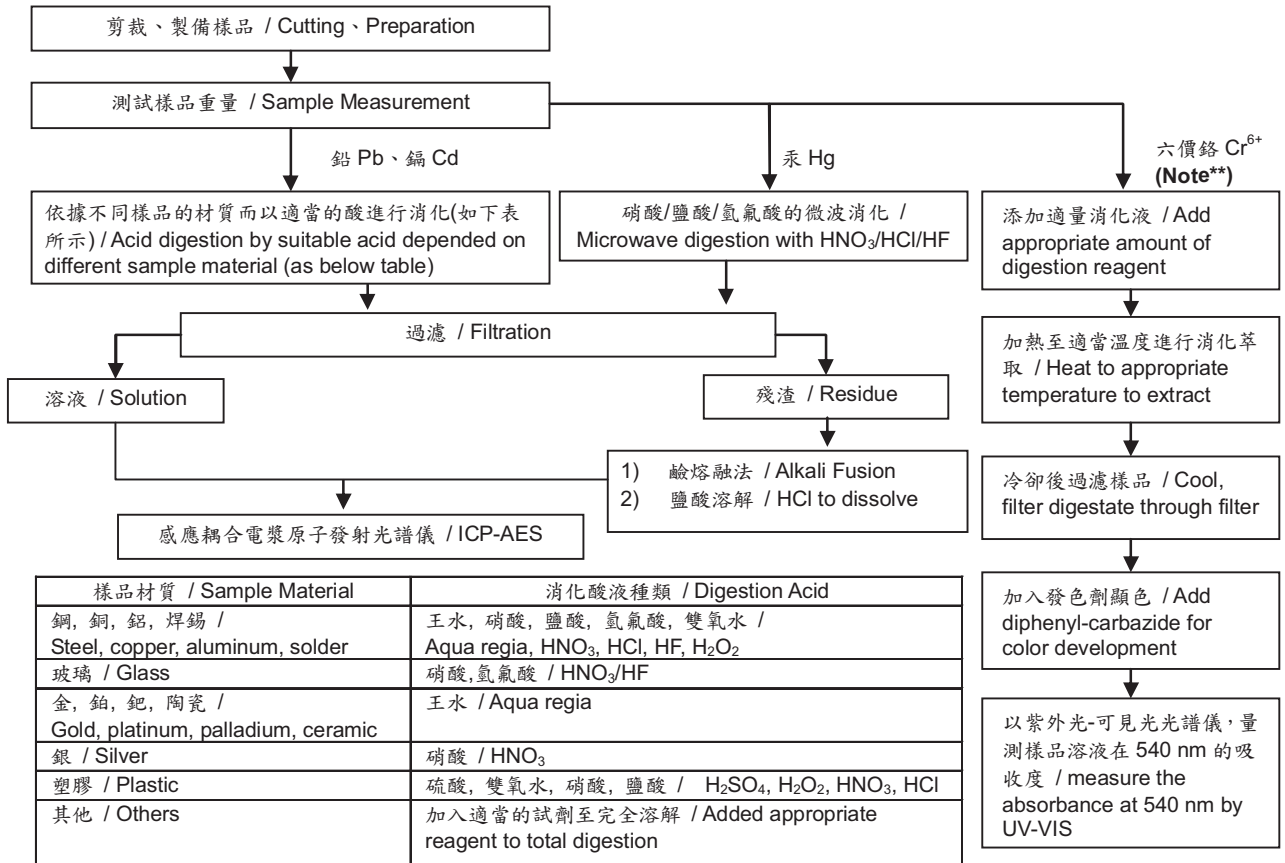 剪裁、製備樣品 / Cutting、Preparation
測試樣品重量 / Sample Measurement
鉛 Pb、鎘 Cd
汞 Hg
六價鉻 Cr⁶⁺
(Note**)
依據不同樣品的材質而以適當的酸進行消化(如下表
所示) / Acid digestion by suitable acid depended on
different sample material (as below table)
硝酸/鹽酸/氫氟酸的微波消化 /
Microwave digestion with HNO₃/HCl/HF
添加適量消化液 / Add
appropriate amount of
digestion reagent
過濾 / Filtration
加熱至適當溫度進行消化萃
取 / Heat to appropriate
temperature to extract
溶液 / Solution
殘渣 / Residue
1) 鹼熔融法 / Alkali Fusion
2) 鹽酸溶解 / HCl to dissolve
冷卻後過濾樣品 / Cool,
filter digestate through filter
感應耦合電漿原子發射光譜儀 / ICP-AES
加入發色劑顯色 / Add
diphenyl-carbazide for
color development
以紫外光-可見光光譜儀，量
測樣品溶液在 540 nm 的吸
收度 / measure the
absorbance at 540 nm by
UV-VIS
樣品材質 / Sample Material
消化酸液種類 / Digestion Acid
鋼, 銅, 鋁, 焊錫 /
Steel, copper, aluminum, solder
王水, 硝酸, 鹽酸, 氫氟酸, 雙氧水 /
Aqua regia, HNO₃, HCl, HF, H₂O₂
玻璃 / Glass
硝酸,氫氟酸 / HNO₃/HF
金, 鉑, 鈀, 陶瓷 /
Gold, platinum, palladium, ceramic
王水 / Aqua regia
銀 / Silver
硝酸 / HNO₃
塑膠 / Plastic
硫酸, 雙氧水, 硝酸, 鹽酸 / H₂SO₄, H₂O₂, HNO₃, HCl
其他 / Others
加入適當的試劑至完全溶解 / Added appropriate
reagent to total digestion